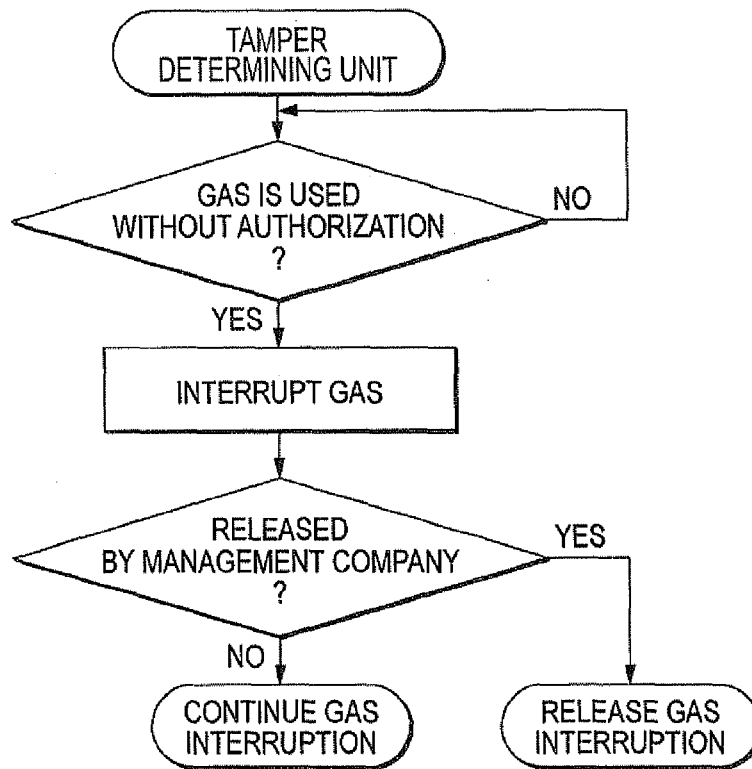 TAMPER
DETERMINING UNIT
GAS IS USED
WITHOUT AUTHORIZATION
?
NO
YES
INTERRUPT GAS
RELEASED
BY MANAGEMENT COMPANY
?
YES
NO
CONTINUE GAS
INTERRUPTION
RELEASE GAS
INTERRUPTION